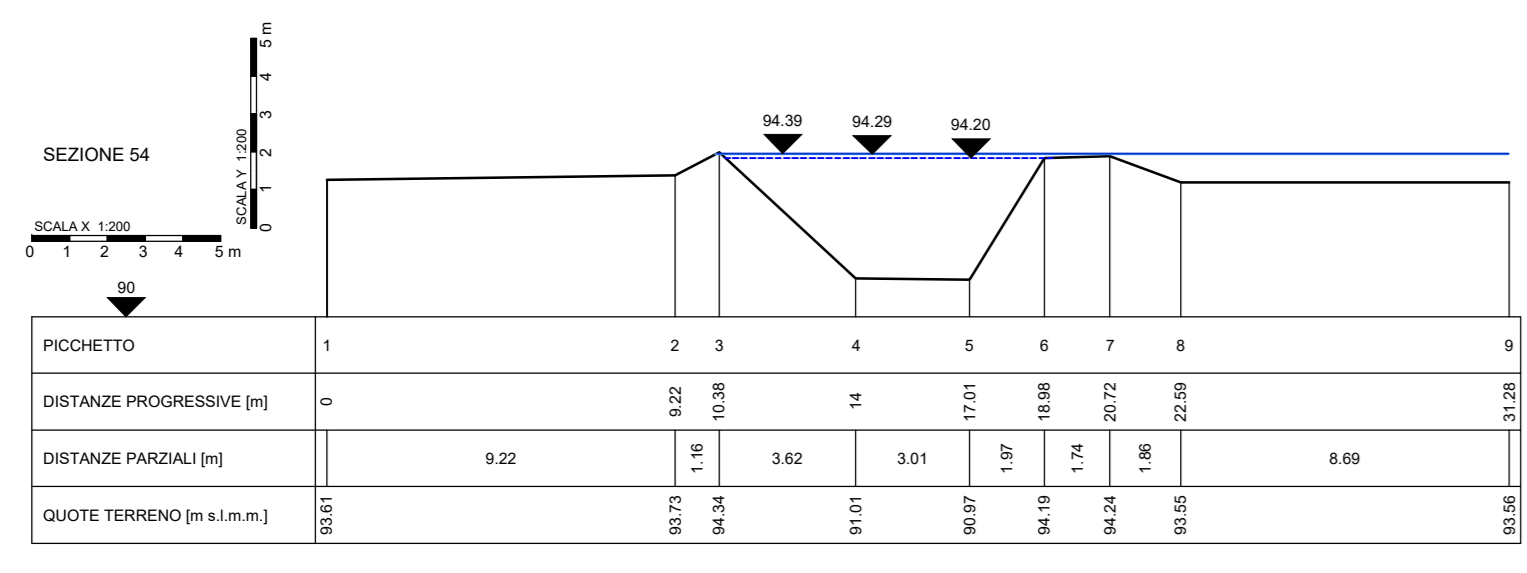 5 m
4
3
2
1
0
SCALA Y 1:200
SEZIONE 54
SCALA X 1:200
0 1 2 3 4 5 m
94.39 94.29 94.20
90
PICCHETTO 1 2 3 4 5 6 7 8 9
DISTANZE PROGRESSIVE [m] 0 9.22 10.38 14 17.01 18.98 20.72 22.59 31.28
DISTANZE PARZIALI [m] 9.22 1.16 3.62 3.01 1.97 1.74 1.86 8.69
QUOTE TERRENO [m s.l.m.m.] 93.61 93.73 94.34 91.01 90.97 94.19 94.24 93.55 93.56